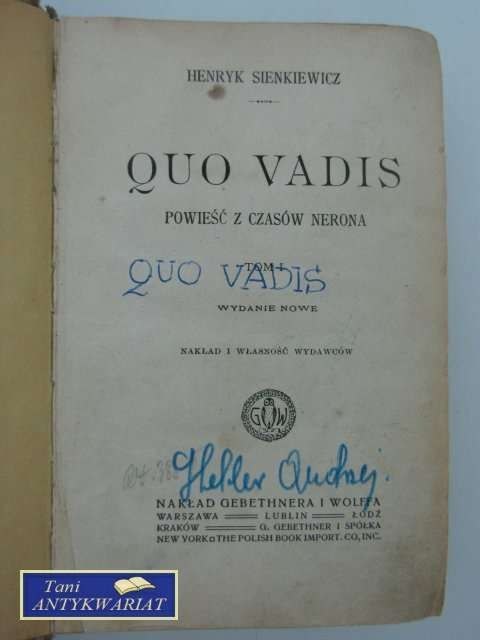 HENRYK SIENKIEWICZ
QUO VADIS
POWIEŚĆ Z CZASÓW NERONA
TOM I
QUO VADIS
WYDANIE NOWE
NAKŁAD I WŁASNOŚĆ WYDAWCÓW
G W
Heller Andrzej.
NAKŁAD GEBETHNERA I WOLFFA
WARSZAWA LUBLIN ŁÓDŹ
KRAKÓW G. GEBETHNER I SPÓŁKA
NEW YORK THE POLISH BOOK IMPORT. CO, INC.
Tani
ANTYKWARIAT